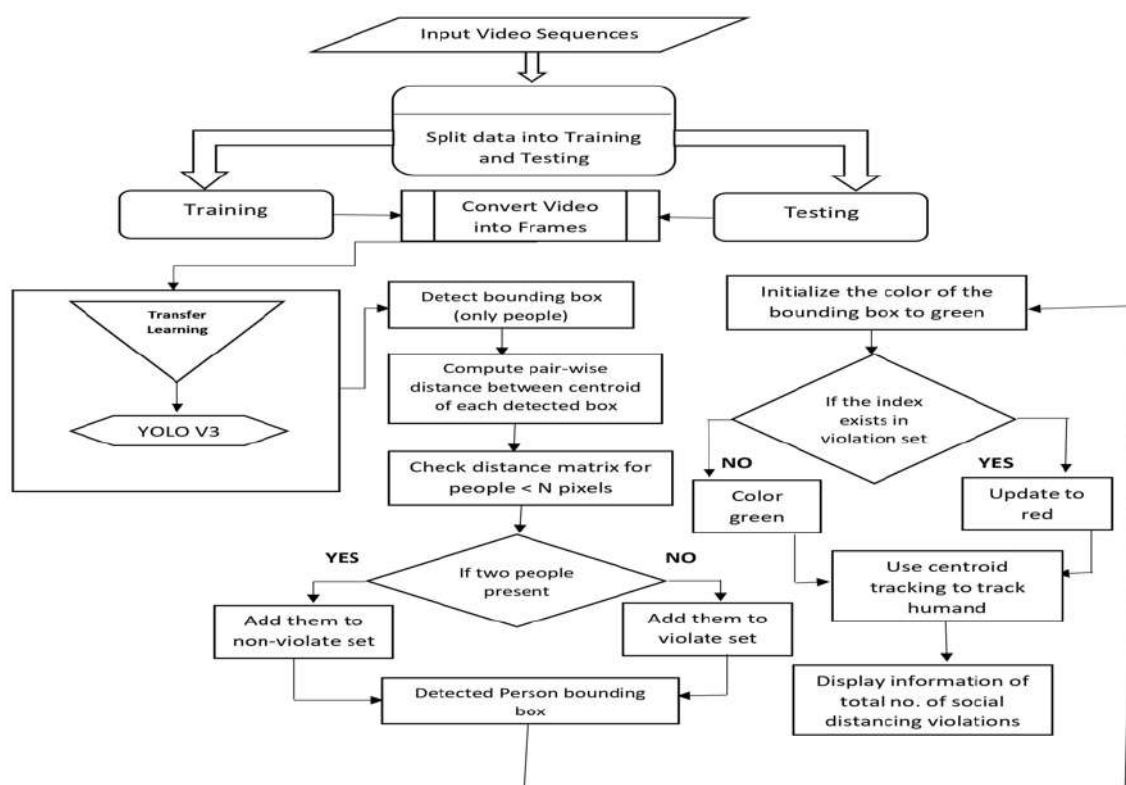 Input Video Sequences
Split data into Training
and Testing
Training
Convert Video
into Frames
Testing
Transfer
Learning
YOLO V3
Detect bounding box
(only people)
Compute pair-wise
distance between centroid
of each detected box
Check distance matrix for
people < N pixels
YES
If two people
present
NO
Add them to
non-violate set
Add them to
violate set
Detected Person bounding
box
Initialize the color of the
bounding box to green
If the index
exists in
violation set
NO
YES
Color
green
Update to
red
Use centroid
tracking to track
humand
Display information of
total no. of social
distancing violations